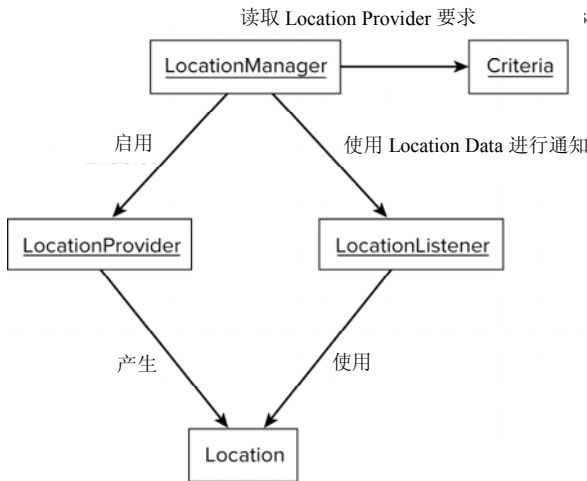 读取 Location Provider 要求
LocationManager
Criteria
启用
使用 Location Data 进行通知
LocationProvider
LocationListener
产生
使用
Location